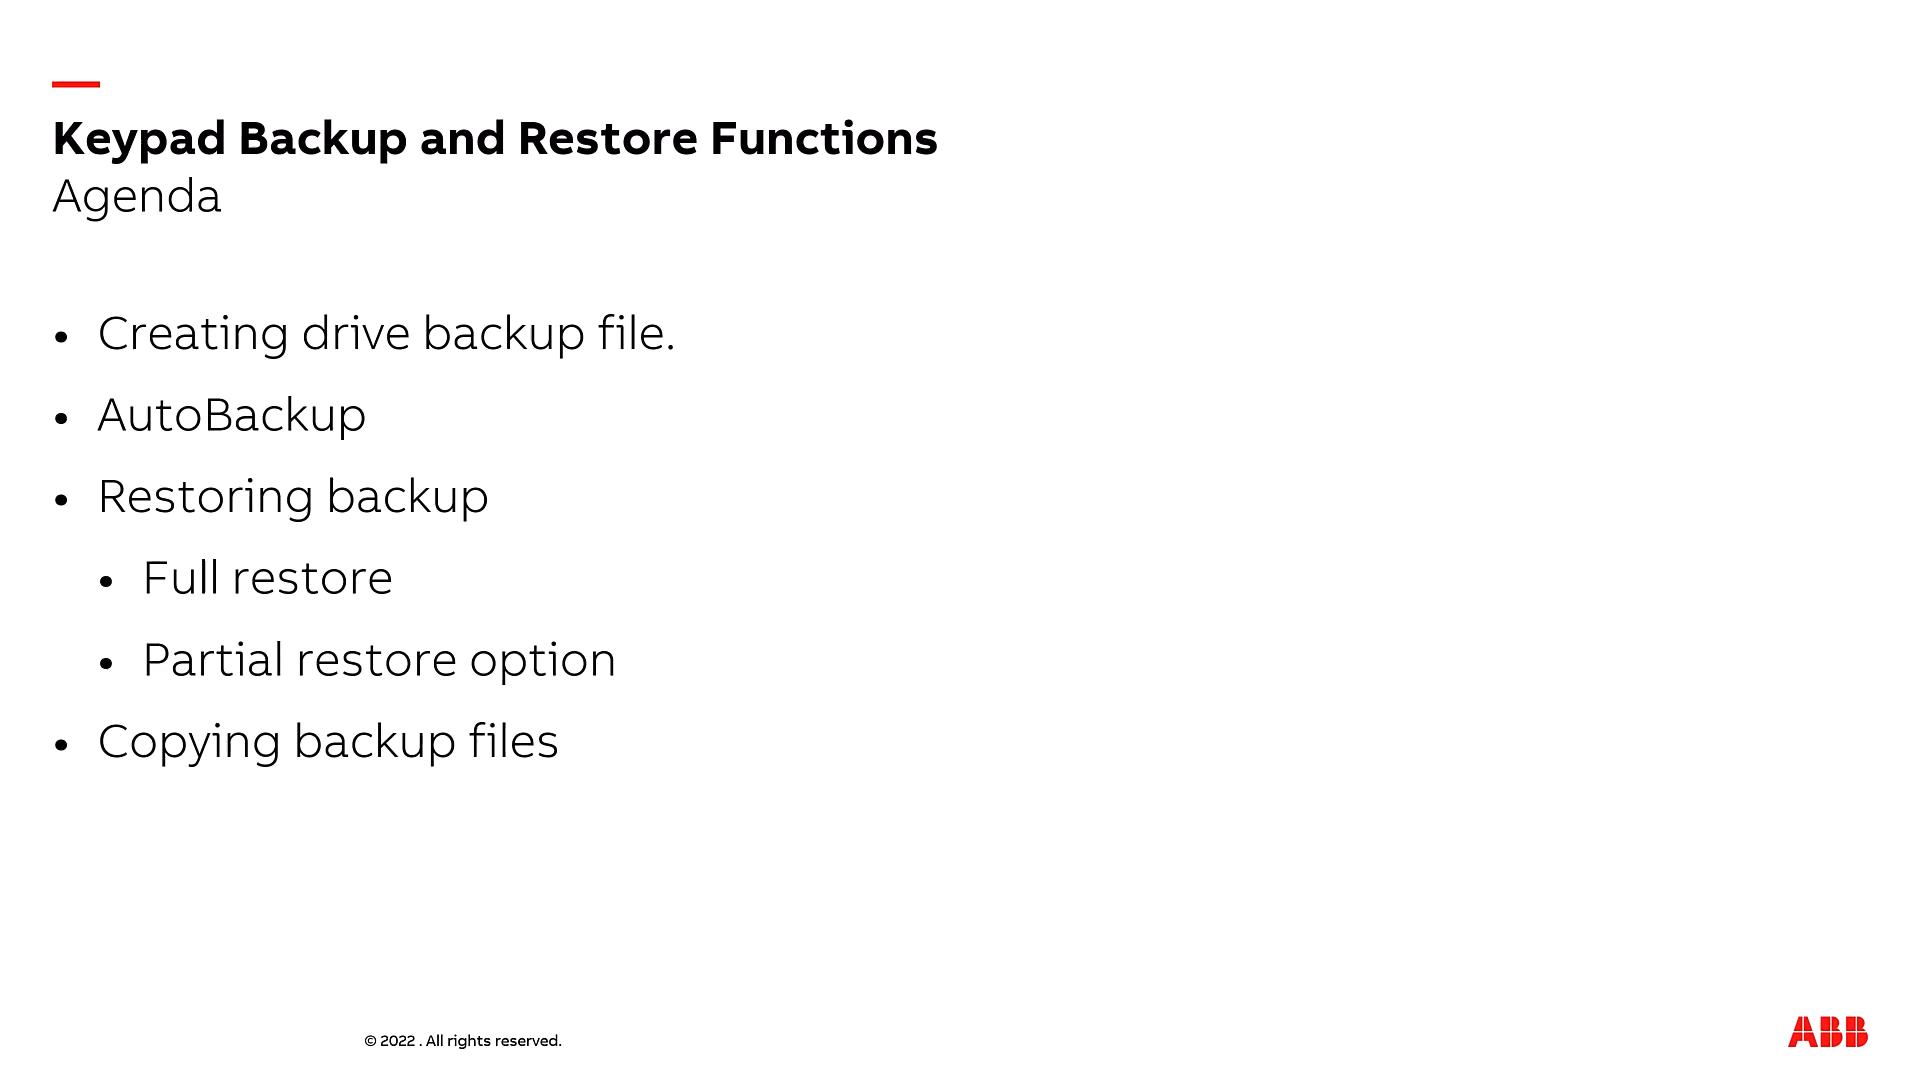 Keypad Backup and Restore Functions
Agenda
• Creating drive backup file.
• AutoBackup
• Restoring backup
• Full restore
• Partial restore option
• Copying backup files
© 2022 . All rights reserved.
ABB